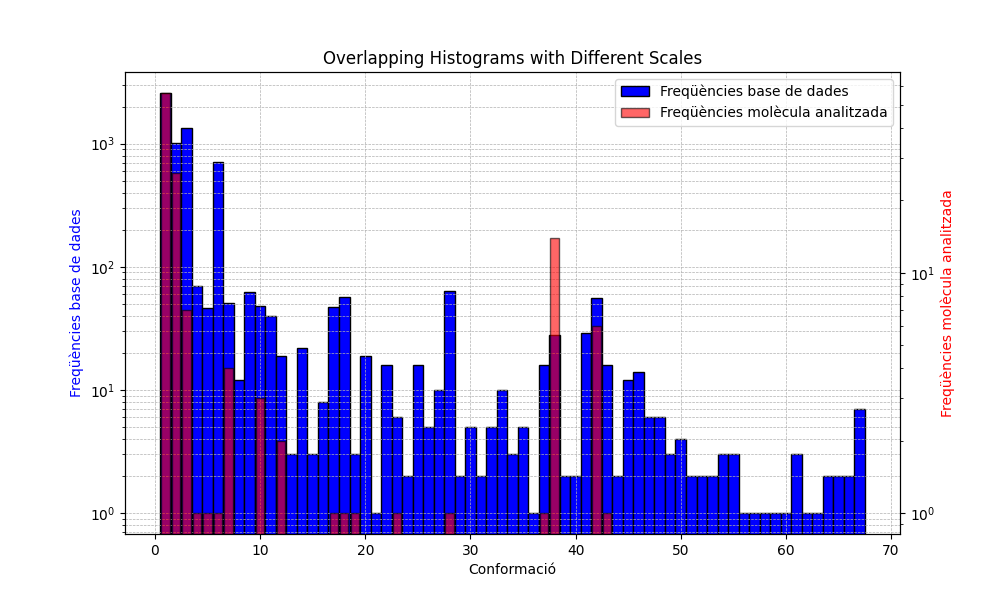 Overlapping Histograms with Different Scales
Freqüències base de dades
Freqüències molècula analitzada
10³
10²
10¹
10⁰
Freqüències base de dades
10¹
10⁰
Freqüències molècula analitzada
0 10 20 30 40 50 60 70
Conformació